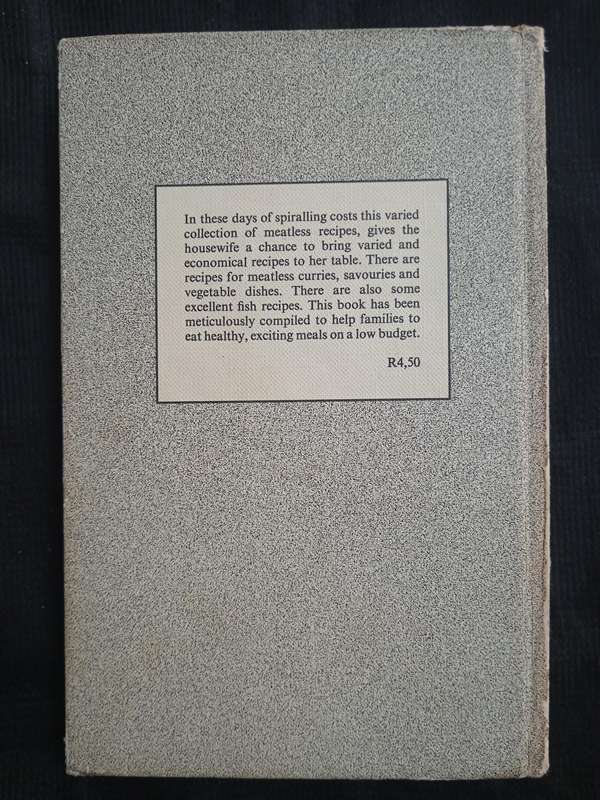 In these days of spiralling costs this varied
collection of meatless recipes, gives the
housewife a chance to bring varied and
economical recipes to her table. There are
recipes for meatless curries, savouries and
vegetable dishes. There are also some
excellent fish recipes. This book has been
meticulously compiled to help families to
eat healthy, exciting meals on a low budget.
R4,50